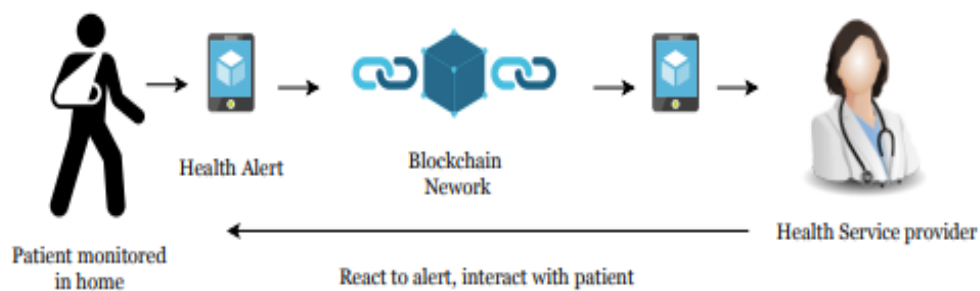 Health Alert
Blockchain
Nework
Health Service provider
Patient monitored
in home
React to alert, interact with patient